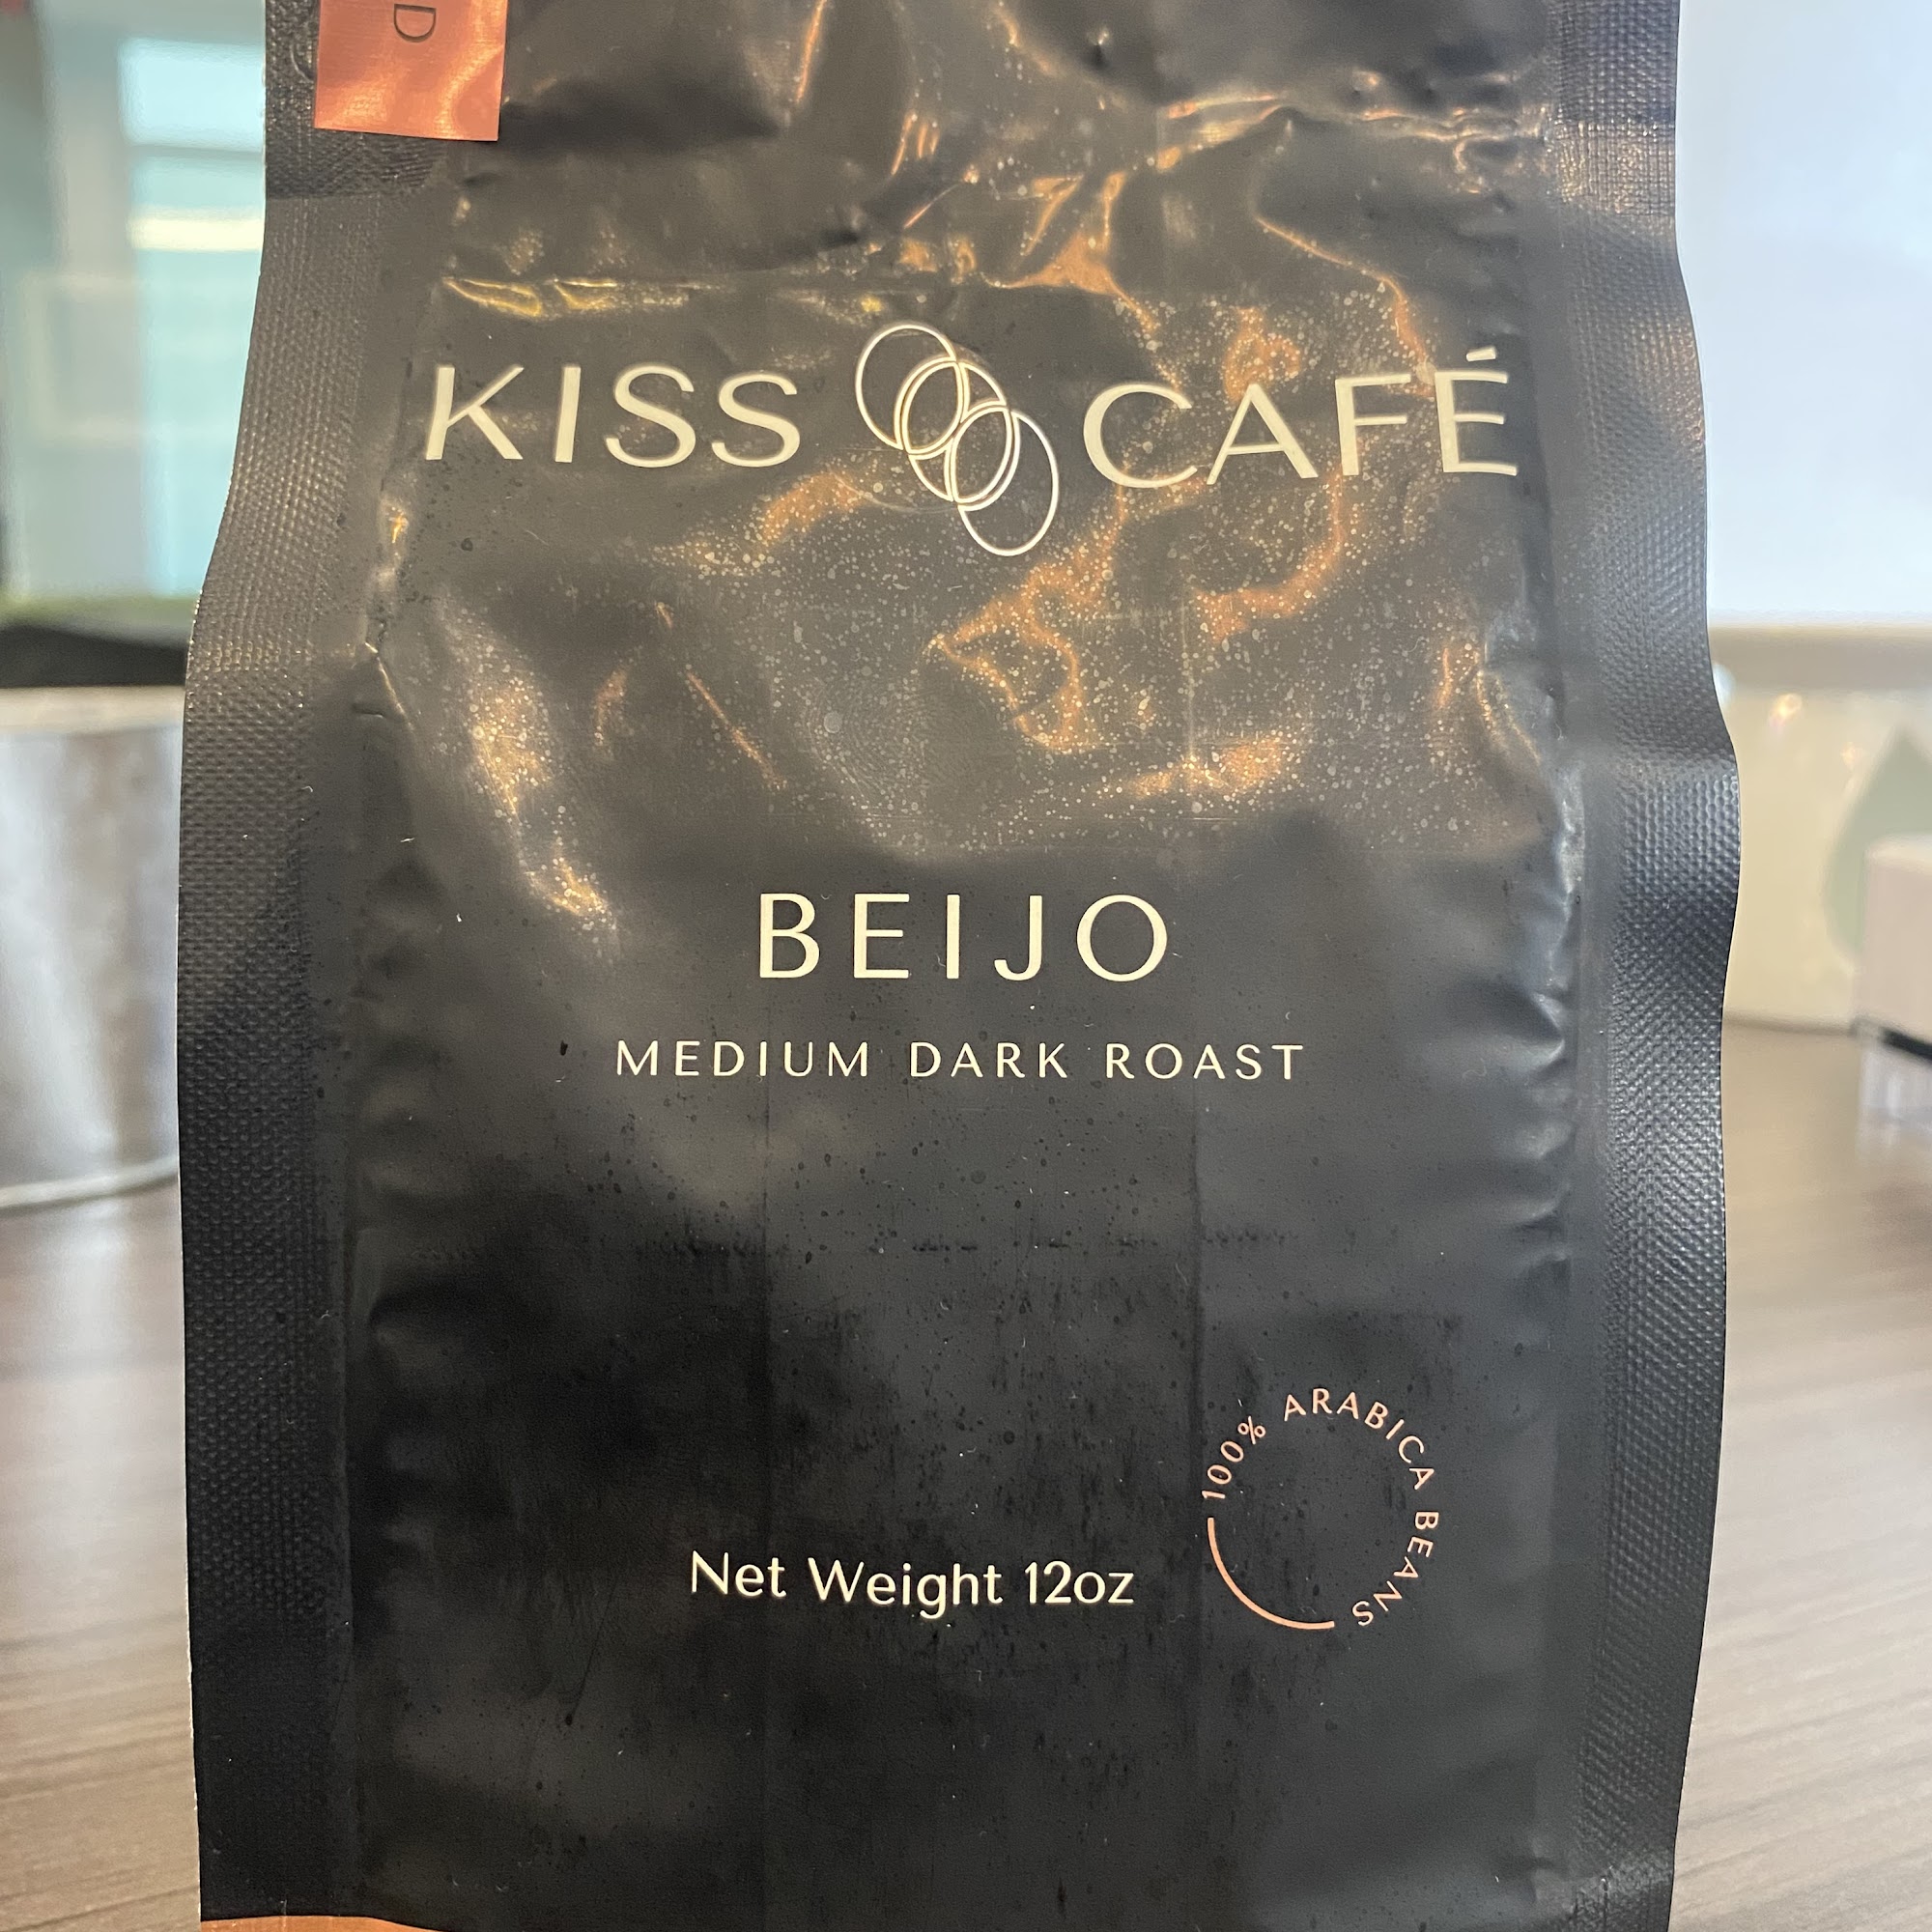 D
KISS CAFÉ
BEIJO
MEDIUM DARK ROAST
100% ARABICA BEANS
Net Weight 12oz